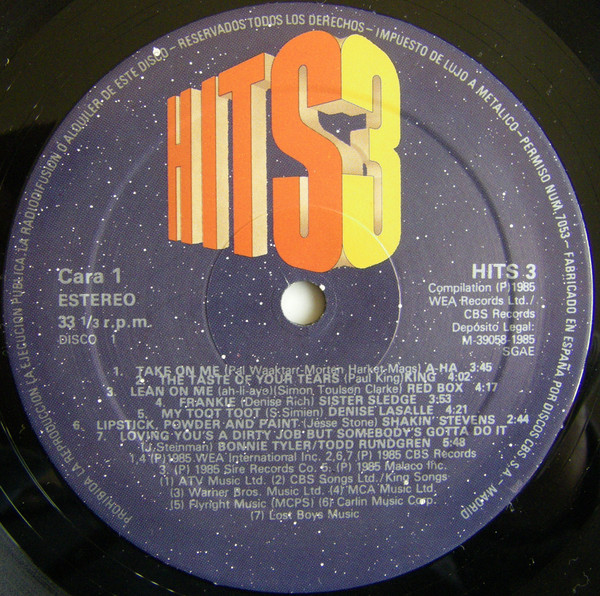 PROHIBIDA LA REPRODUCCION, LA EJECUCION PUBLICA, LA RADIODIFUSION O ALQUILER DE ESTE DISCO – RESERVADOS TODOS LOS DERECHOS – IMPUESTO DE LUJO A METALICO – PERMISO NUM. 7053 – FABRICADO EN ESPAÑA POR DISCOS CBS, S.A. – MADRID
HITS 3
Cara 1
ESTEREO
33 1/3 r.p.m.
DISCO 1
HITS 3
Compilation (P) 1985
WEA Records Ltd./
CBS Records
Depósito Legal:
M-39058-1985
SGAE
1. TAKE ON ME (Pal Waaktarr-Morten Harket-Mags) A-HA 3:45
2. THE TASTE OF YOUR TEARS (Paul King) KING 4:02
3. LEAN ON ME (ah-li-aye) (Simon Toulson Clarke) RED BOX 4:17
FRANKIE (Denise Rich) SISTER SLEDGE 3:53
5. MY TOOT TOOT (S.Simien) DENISE LASALLE 4:21
6. LIPSTICK, POWDER AND PAINT (Jesse Stone) SHAKIN' STEVENS 2:44
7. LOVING YOU'S A DIRTY JOB BUT SOMEBODY'S GOTTA DO IT
(J.Steinman) BONNIE TYLER/TODD RUNDGREN 5:48
1,4 (P) 1985 WEA International Inc. 2,6,7 (P) 1985 CBS Records
3. (P) 1985 Sire Records Co. 5. (P) 1985 Malaco Inc.
(1) ATV Music Ltd. (2) CBS Songs Ltd./King Songs
(3) Warner Bros. Music Ltd. (4) MCA Music Ltd.
(5) Flyright Music (MCPS) (6) Carlin Music Corp.
(7) Lost Boys Music